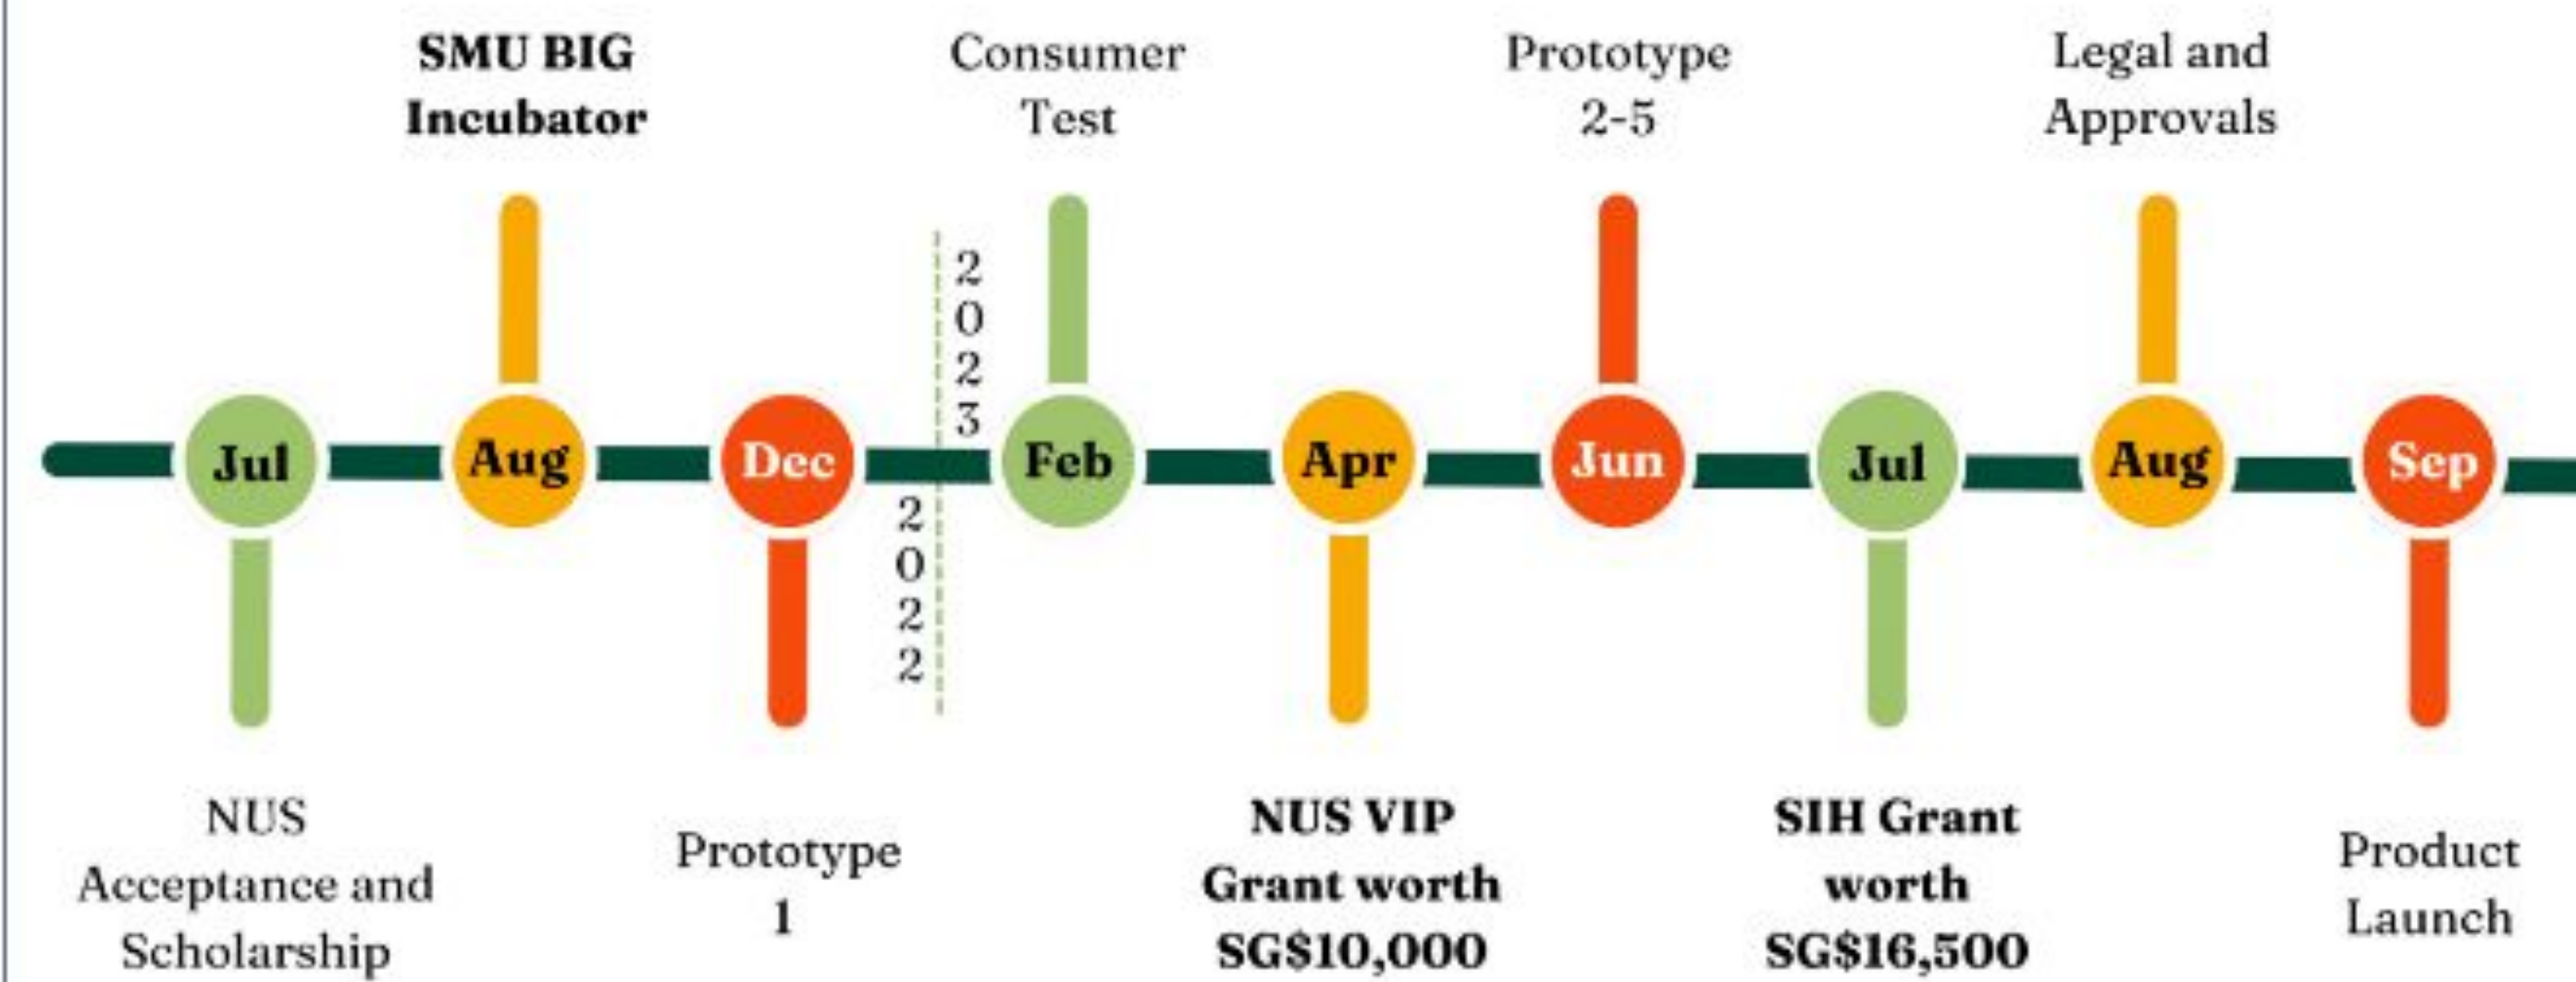 SMU BIG
Incubator
Consumer
Test
Prototype
2-5
Legal and
Approvals
2
0
2
3
Jul
Aug
Dec
Feb
Apr
Jun
Jul
Aug
Sep
2
0
2
2
NUS
Acceptance and
Scholarship
Prototype
1
NUS VIP
Grant worth
SG$10,000
SIH Grant
worth
SG$16,500
Product
Launch